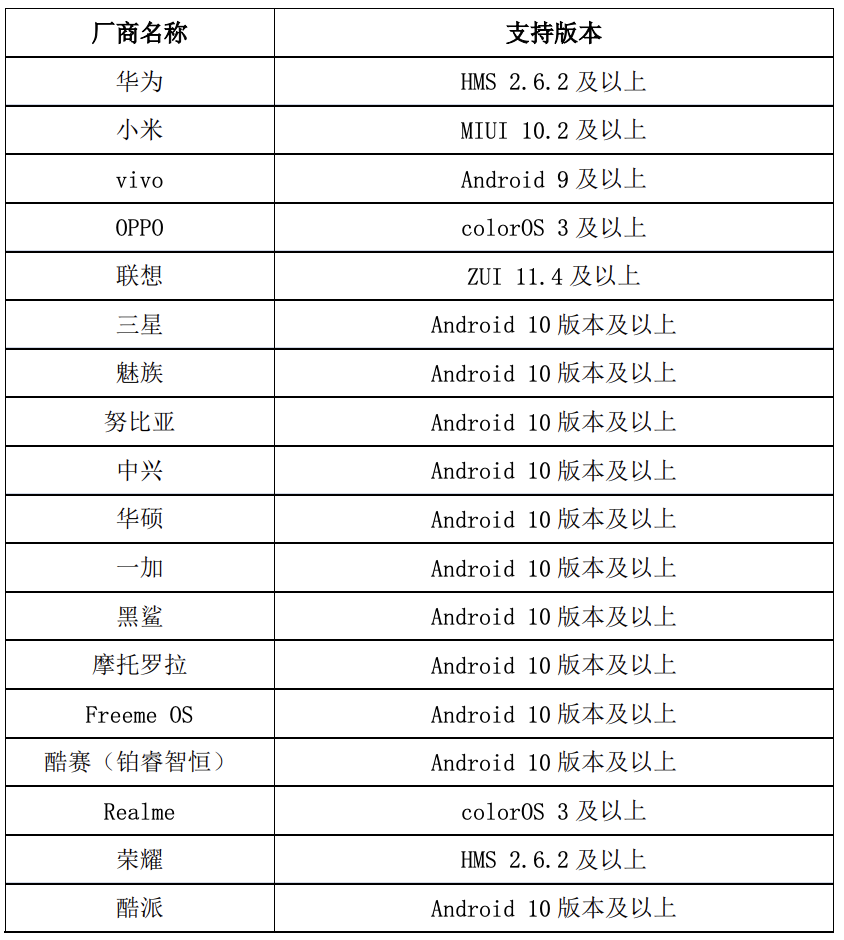 厂商名称 支持版本
华为 HMS 2.6.2 及以上
小米 MIUI 10.2 及以上
vivo Android 9 及以上
OPPO colorOS 3 及以上
联想 ZUI 11.4 及以上
三星 Android 10 版本及以上
魅族 Android 10 版本及以上
努比亚 Android 10 版本及以上
中兴 Android 10 版本及以上
华硕 Android 10 版本及以上
一加 Android 10 版本及以上
黑鲨 Android 10 版本及以上
摩托罗拉 Android 10 版本及以上
Freeme OS Android 10 版本及以上
酷赛（铂睿智恒） Android 10 版本及以上
Realme colorOS 3 及以上
荣耀 HMS 2.6.2 及以上
酷派 Android 10 版本及以上